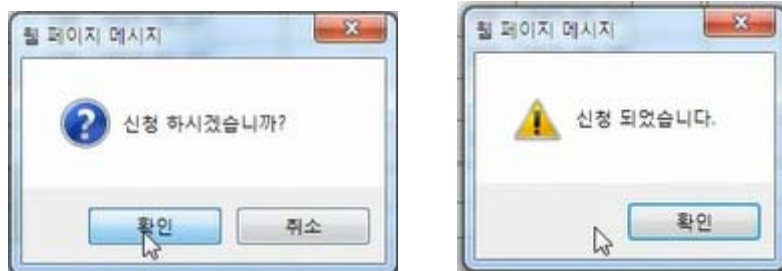 웹 페이지 메시지
신청 하시겠습니까?
확인
취소
웹 페이지 메시지
신청 되었습니다.
확인